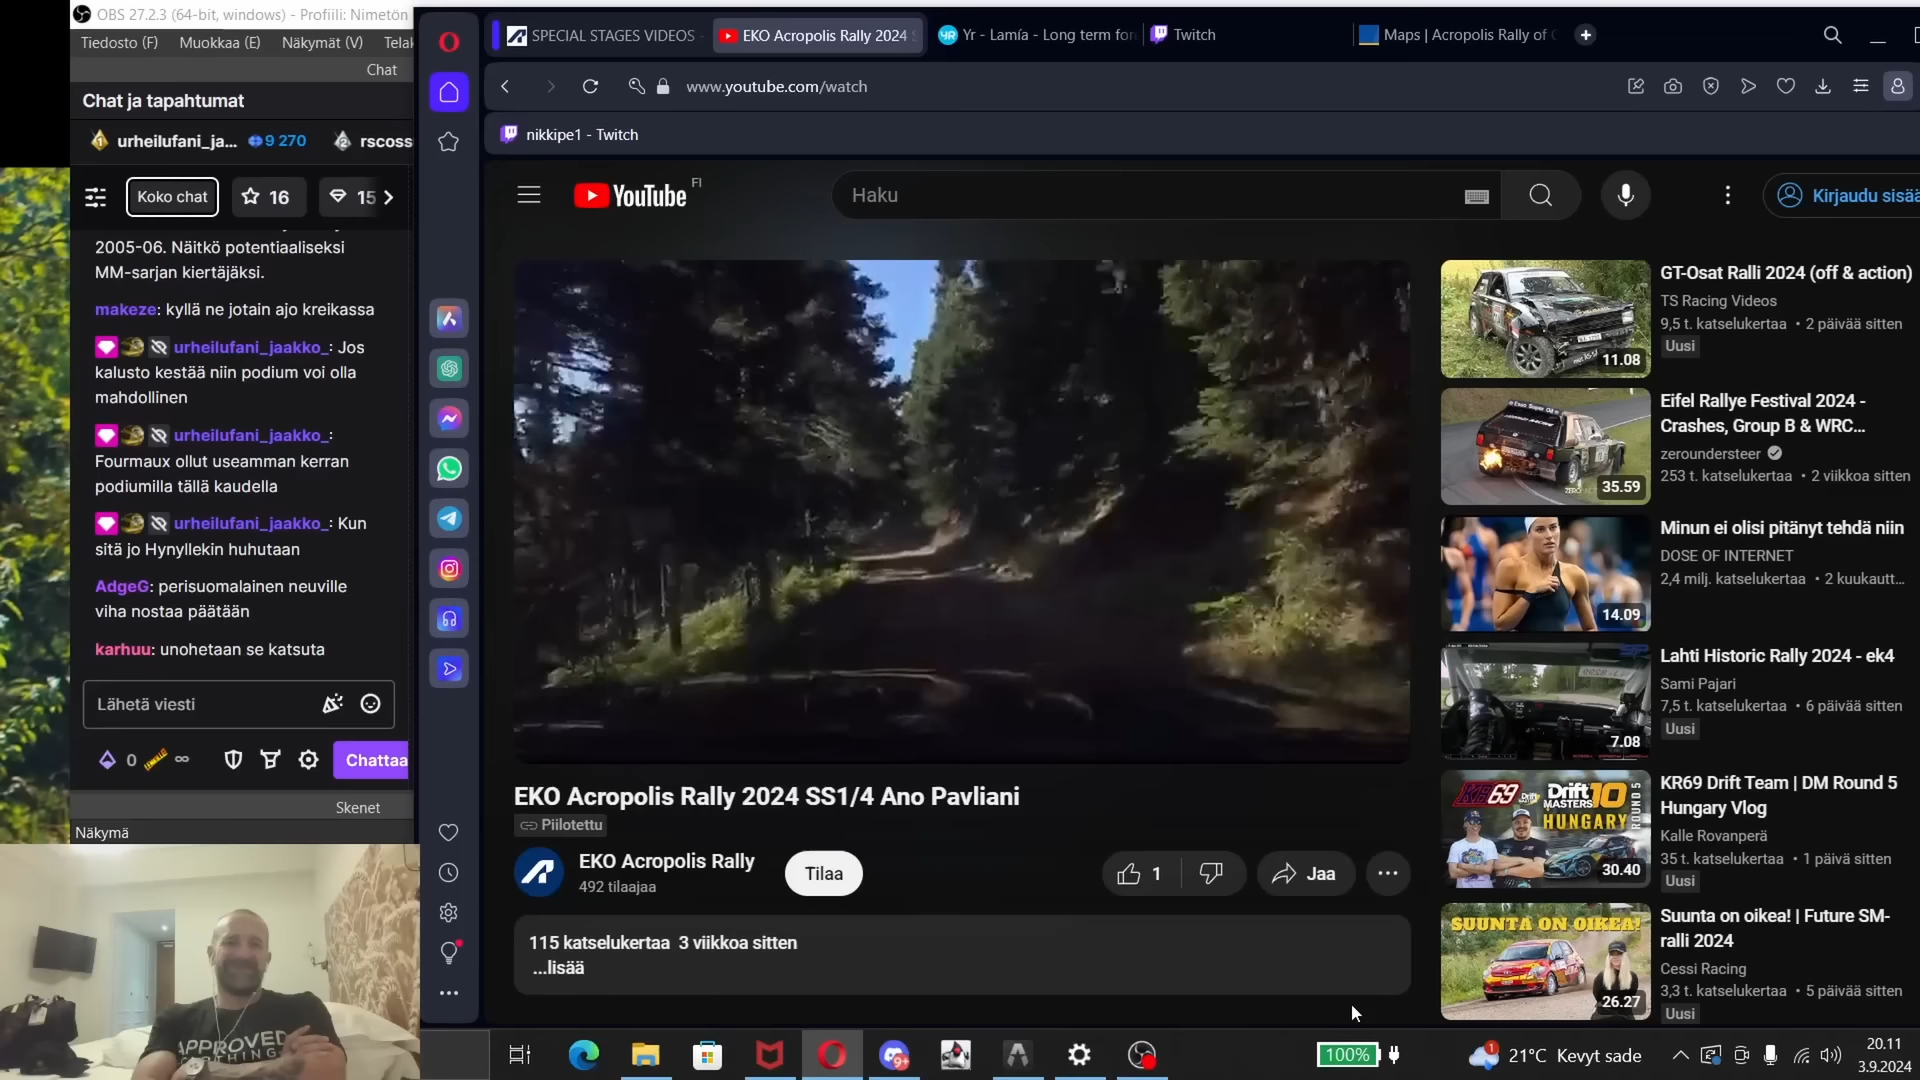 OBS 27.2.3 (64-bit, windows) - Profiili: Nimetön
Tiedosto (F) Muokkaa (E) Näkymät (V) Telak
Chat
Chat ja tapahtumat
urheilufani_ja... 9 270 rscoss
Koko chat 16 15
2005-06. Näitkö potentiaaliseksi
MM-sarjan kiertäjäksi.
makeze: kyllä ne jotain ajo kreikassa
urheilufani_jaakko_: Jos
kalusto kestää niin podium voi olla
mahdollinen
urheilufani_jaakko_:
Fourmaux ollut useamman kerran
podiumilla tällä kaudella
urheilufani_jaakko_: Kun
sitä jo Hynyllekin huhutaan
AdgeG: perisuomalainen neuville
viha nostaa päätään
karhuu: unohetaan se katsuta
Lähetä viesti
0 ∞ Chattaa
Skenet
Näkymä
SPECIAL STAGES VIDEOS -
EKO Acropolis Rally 2024 S
Yr - Lamía - Long term for
Twitch
Maps | Acropolis Rally of G
www.youtube.com/watch
nikkipe1 - Twitch
YouTube FI
Haku
Kirjaudu sisää
EKO Acropolis Rally 2024 SS1/4 Ano Pavliani
Piilotettu
EKO Acropolis Rally
492 tilaajaa
Tilaa
1
Jaa
115 katselukertaa 3 viikkoa sitten
...lisää
GT-Osat Ralli 2024 (off & action)
TS Racing Videos
9,5 t. katselukertaa • 2 päivää sitten
Uusi
11.08
Eifel Rallye Festival 2024 -
Crashes, Group B & WRC...
zeroundersteer
253 t. katselukertaa • 2 viikkoa sitten
35.59
Minun ei olisi pitänyt tehdä niin
DOSE OF INTERNET
2,4 milj. katselukertaa • 2 kuukautt...
14.09
Lahti Historic Rally 2024 - ek4
Sami Pajari
7,5 t. katselukertaa • 6 päivää sitten
Uusi
7.08
KR69 Drift Team | DM Round 5
Hungary Vlog
Kalle Rovanperä
35 t. katselukertaa • 1 päivä sitten
Uusi
Drift
MASTERS
10
HUNGARY
ROUND 5
30.40
Suunta on oikea! | Future SM-
ralli 2024
Cessi Racing
3,3 t. katselukertaa • 5 päivää sitten
Uusi
SUUNTA ON OIKEA!
26.27
APPROVED
9+
100%
1
21°C Kevyt sade
20.11
3.9.2024